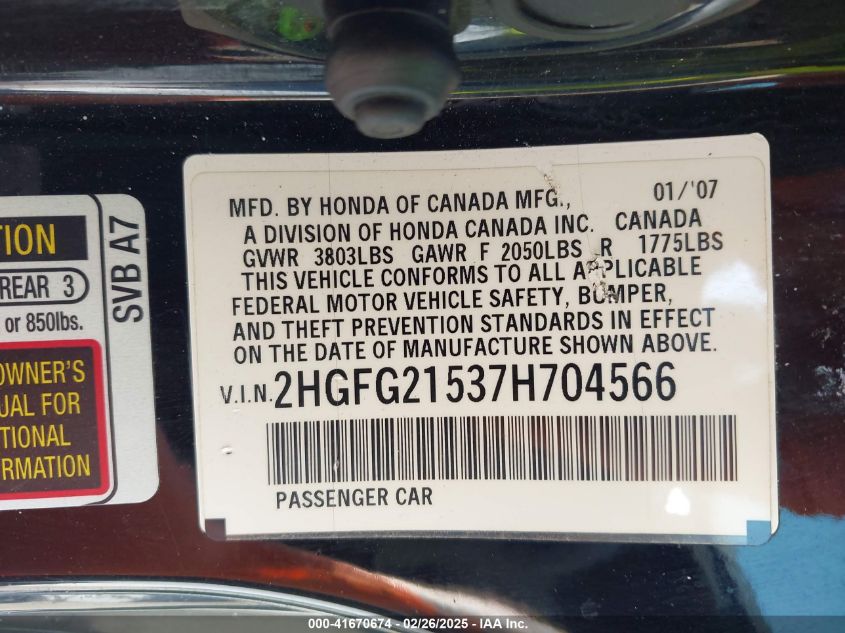 MFD. BY HONDA OF CANADA MFG., 01/'07
A DIVISION OF HONDA CANADA INC. CANADA
GVWR 3803LBS GAWR F 2050LBS R 1775LBS
THIS VEHICLE CONFORMS TO ALL APPLICABLE
FEDERAL MOTOR VEHICLE SAFETY, BUMPER,
AND THEFT PREVENTION STANDARDS IN EFFECT
ON THE DATE OF MANUFACTURE SHOWN ABOVE.
V.I.N. 2HGFG21537H704566
PASSENGER CAR
TION
REAR 3
or 850lbs.
OWNER'S
UAL FOR
TIONAL
RMATION
SVB A7
000-41670674 - 02/26/2025 - IAA Inc.